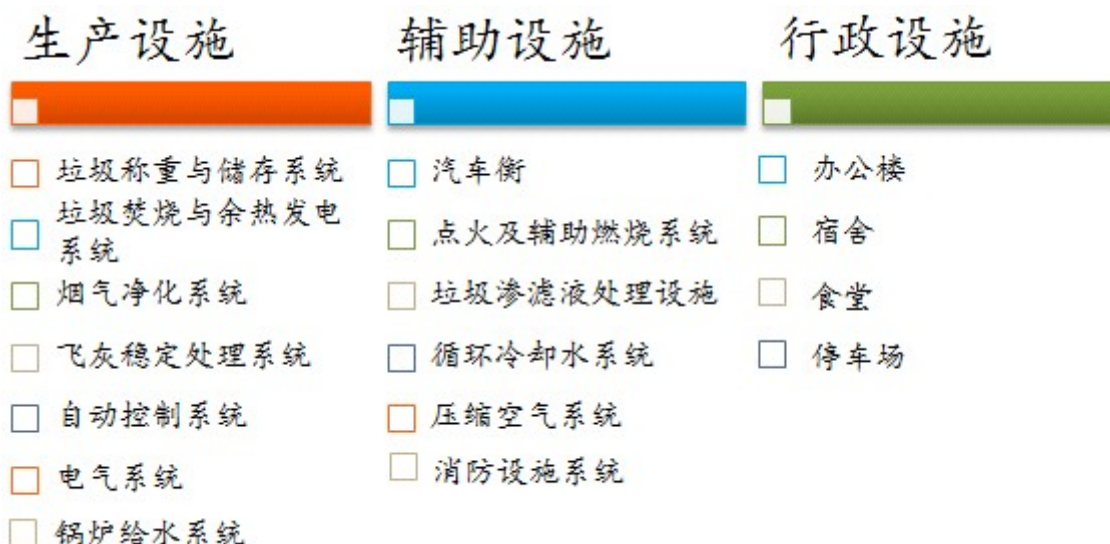 生产设施
垃圾称重与储存系统
垃圾焚烧与余热发电
系统
烟气净化系统
飞灰稳定处理系统
自动控制系统
电气系统
锅炉给水系统
辅助设施
汽车衡
点火及辅助燃烧系统
垃圾渗滤液处理设施
循环冷却水系统
压缩空气系统
消防设施系统
行政设施
办公楼
宿舍
食堂
停车场